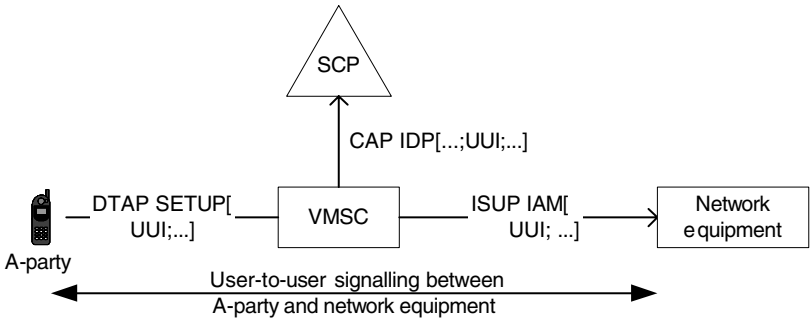 SCP
CAP IDP[...;UUI;...]
DTAP SETUP[
UUI;...]
VMSC
ISUP IAM[
UUI; ...]
Network
equipment
A-party
User-to-user signalling between
A-party and network equipment